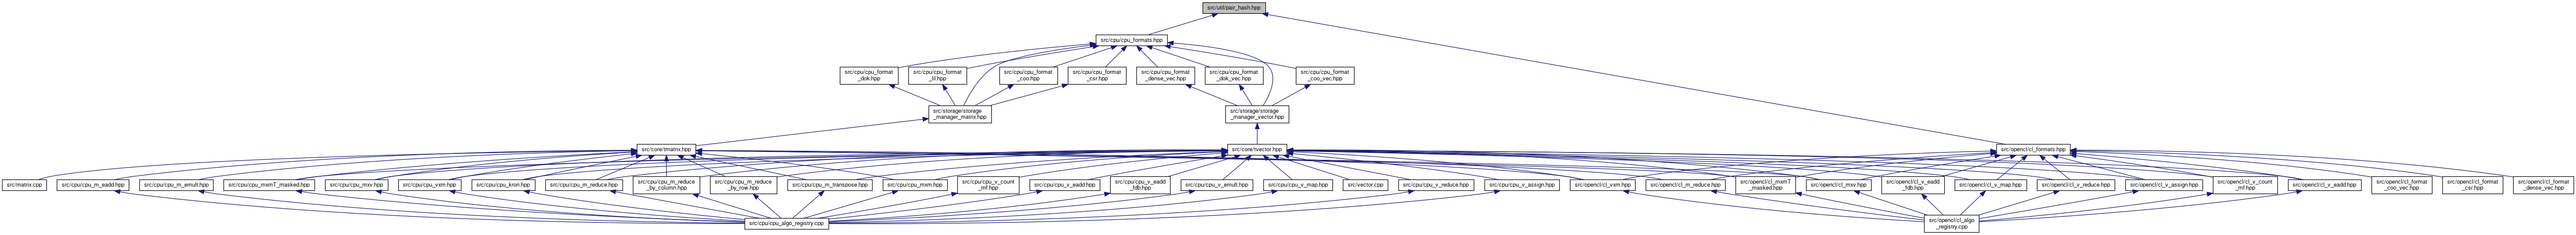 src/util/pair_hash.hpp
src/cpu/cpu_formats.hpp
src/cpu/cpu_format
_dok.hpp
src/cpu/cpu_format
_lil.hpp
src/cpu/cpu_format
_coo.hpp
src/cpu/cpu_format
_csr.hpp
src/cpu/cpu_format
_dense_vec.hpp
src/cpu/cpu_format
_dok_vec.hpp
src/cpu/cpu_format
_coo_vec.hpp
src/storage/storage
_manager_matrix.hpp
src/storage/storage
_manager_vector.hpp
src/core/tmatrix.hpp
src/core/tvector.hpp
src/opencl/cl_formats.hpp
src/matrix.cpp
src/cpu/cpu_m_eadd.hpp
src/cpu/cpu_m_emult.hpp
src/cpu/cpu_mxmT_masked.hpp
src/cpu/cpu_mxv.hpp
src/cpu/cpu_vxm.hpp
src/cpu/cpu_kron.hpp
src/cpu/cpu_m_reduce.hpp
src/cpu/cpu_m_reduce
_by_column.hpp
src/cpu/cpu_m_reduce
_by_row.hpp
src/cpu/cpu_m_transpose.hpp
src/cpu/cpu_mxm.hpp
src/cpu/cpu_v_count
_mf.hpp
src/cpu/cpu_v_eadd.hpp
src/cpu/cpu_v_eadd
_fdb.hpp
src/cpu/cpu_v_emult.hpp
src/cpu/cpu_v_map.hpp
src/vector.cpp
src/cpu/cpu_v_reduce.hpp
src/cpu/cpu_v_assign.hpp
src/opencl/cl_vxm.hpp
src/opencl/cl_m_reduce.hpp
src/opencl/cl_mxmT
_masked.hpp
src/opencl/cl_mxv.hpp
src/opencl/cl_v_eadd
_fdb.hpp
src/opencl/cl_v_map.hpp
src/opencl/cl_v_reduce.hpp
src/opencl/cl_v_assign.hpp
src/opencl/cl_v_count
_mf.hpp
src/opencl/cl_v_eadd.hpp
src/opencl/cl_format
_coo_vec.hpp
src/opencl/cl_format
_csr.hpp
src/opencl/cl_format
_dense_vec.hpp
src/cpu/cpu_algo_registry.cpp
src/opencl/cl_algo
_registry.cpp